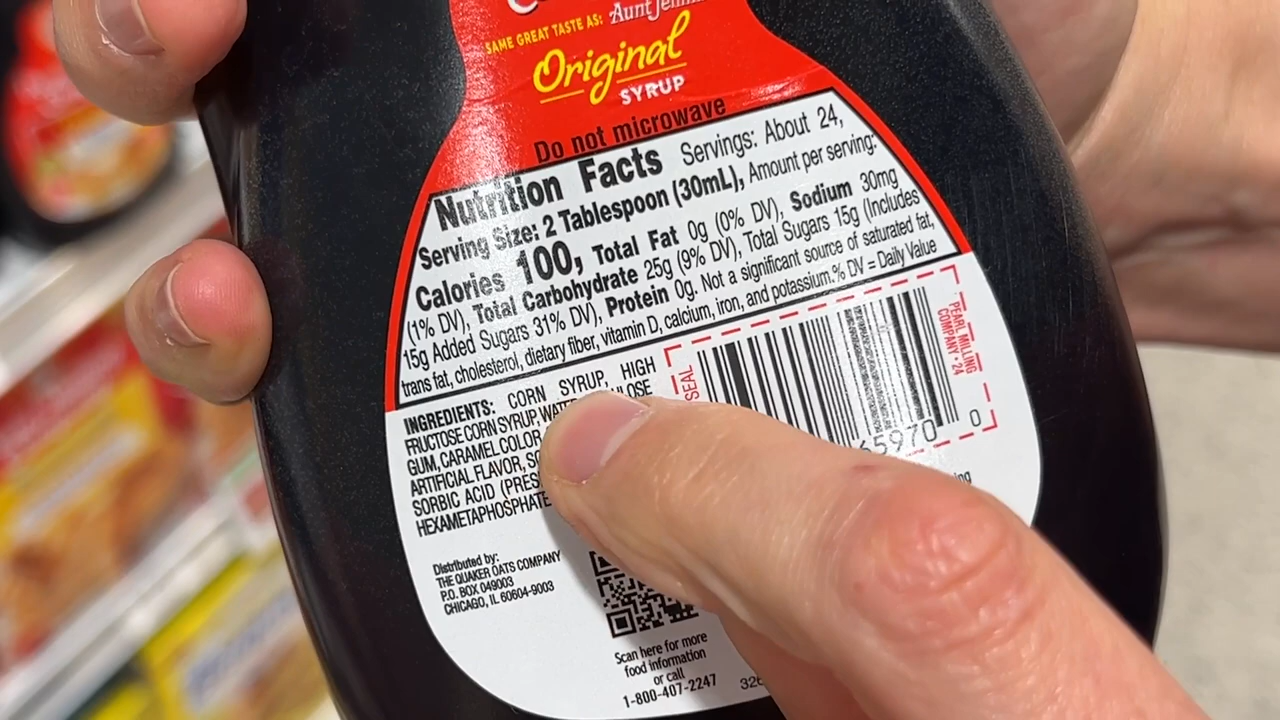 SAME GREAT TASTE AS: Aunt
Original
SYRUP
Do not microwave
Nutrition Facts Servings: About 24,
Serving Size: 2 Tablespoon (30mL), Amount per serving:
Calories 100, Total Fat 0g (0% DV), Sodium 30mg
(1% DV), Total Carbohydrate 25g (9% DV), Total Sugars 15g (Includes
15g Added Sugars 31% DV), Protein 0g. Not a significant source of saturated fat,
trans fat, cholesterol, dietary fiber, vitamin D, calcium, iron, and potassium.% DV = Daily Value
INGREDIENTS: CORN SYRUP, HIGH
FRUCTOSE CORN SYRUP,
GUM, CARAMEL COLOR
ARTIFICIAL FLAVOR,
SORBIC ACID
HEXAMETAPHOSPHATE
SEAL
PEARL MILLING
COMPANY • 24
65970 0
Distributed by:
THE QUAKER OATS COMPANY
P.O. BOX 049003
CHICAGO, IL 60604-9003
Scan here for more
food information
or call
1-800-407-2247